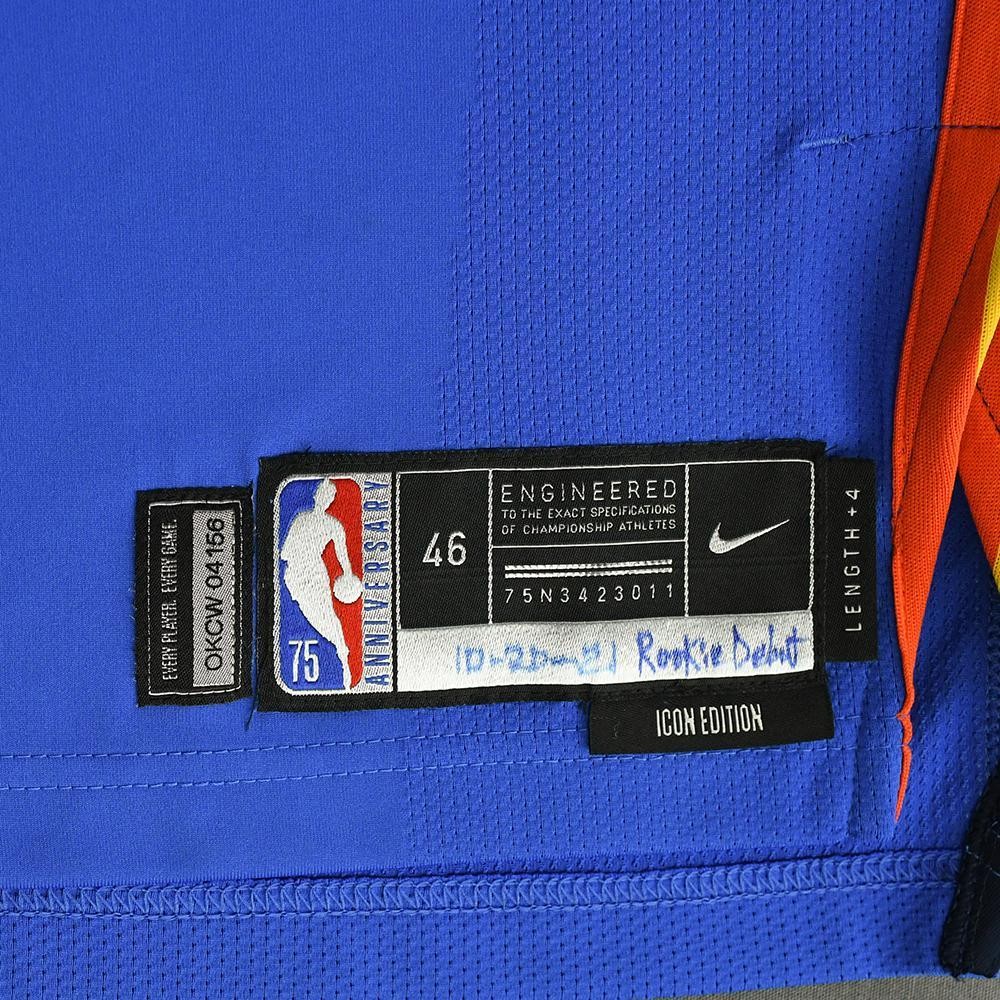 EVERY PLAYER. EVERY GAME.
OKCW 04156
75
ANNIVERSARY
46
ENGINEERED
TO THE EXACT SPECIFICATIONS
OF CHAMPIONSHIP ATHLETES
75N3423011
10-20-21 Rookie Debut
LENGTH+4
ICON EDITION